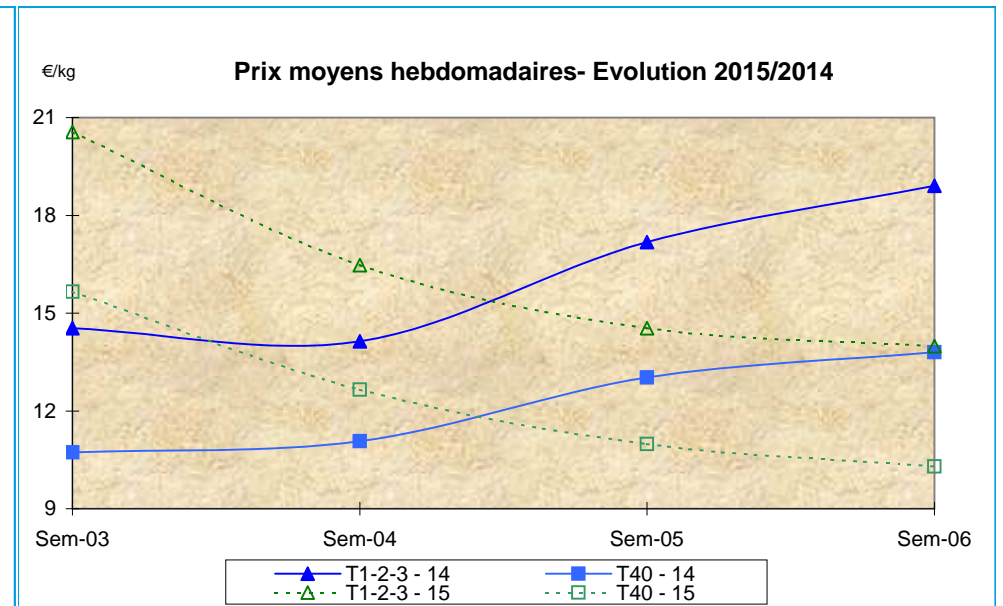 €/kg
Prix moyens hebdomadaires- Evolution 2015/2014
21
18
15
12
9
Sem-03 Sem-04 Sem-05 Sem-06
T1-2-3 - 14 T40 - 14
T1-2-3 - 15 T40 - 15